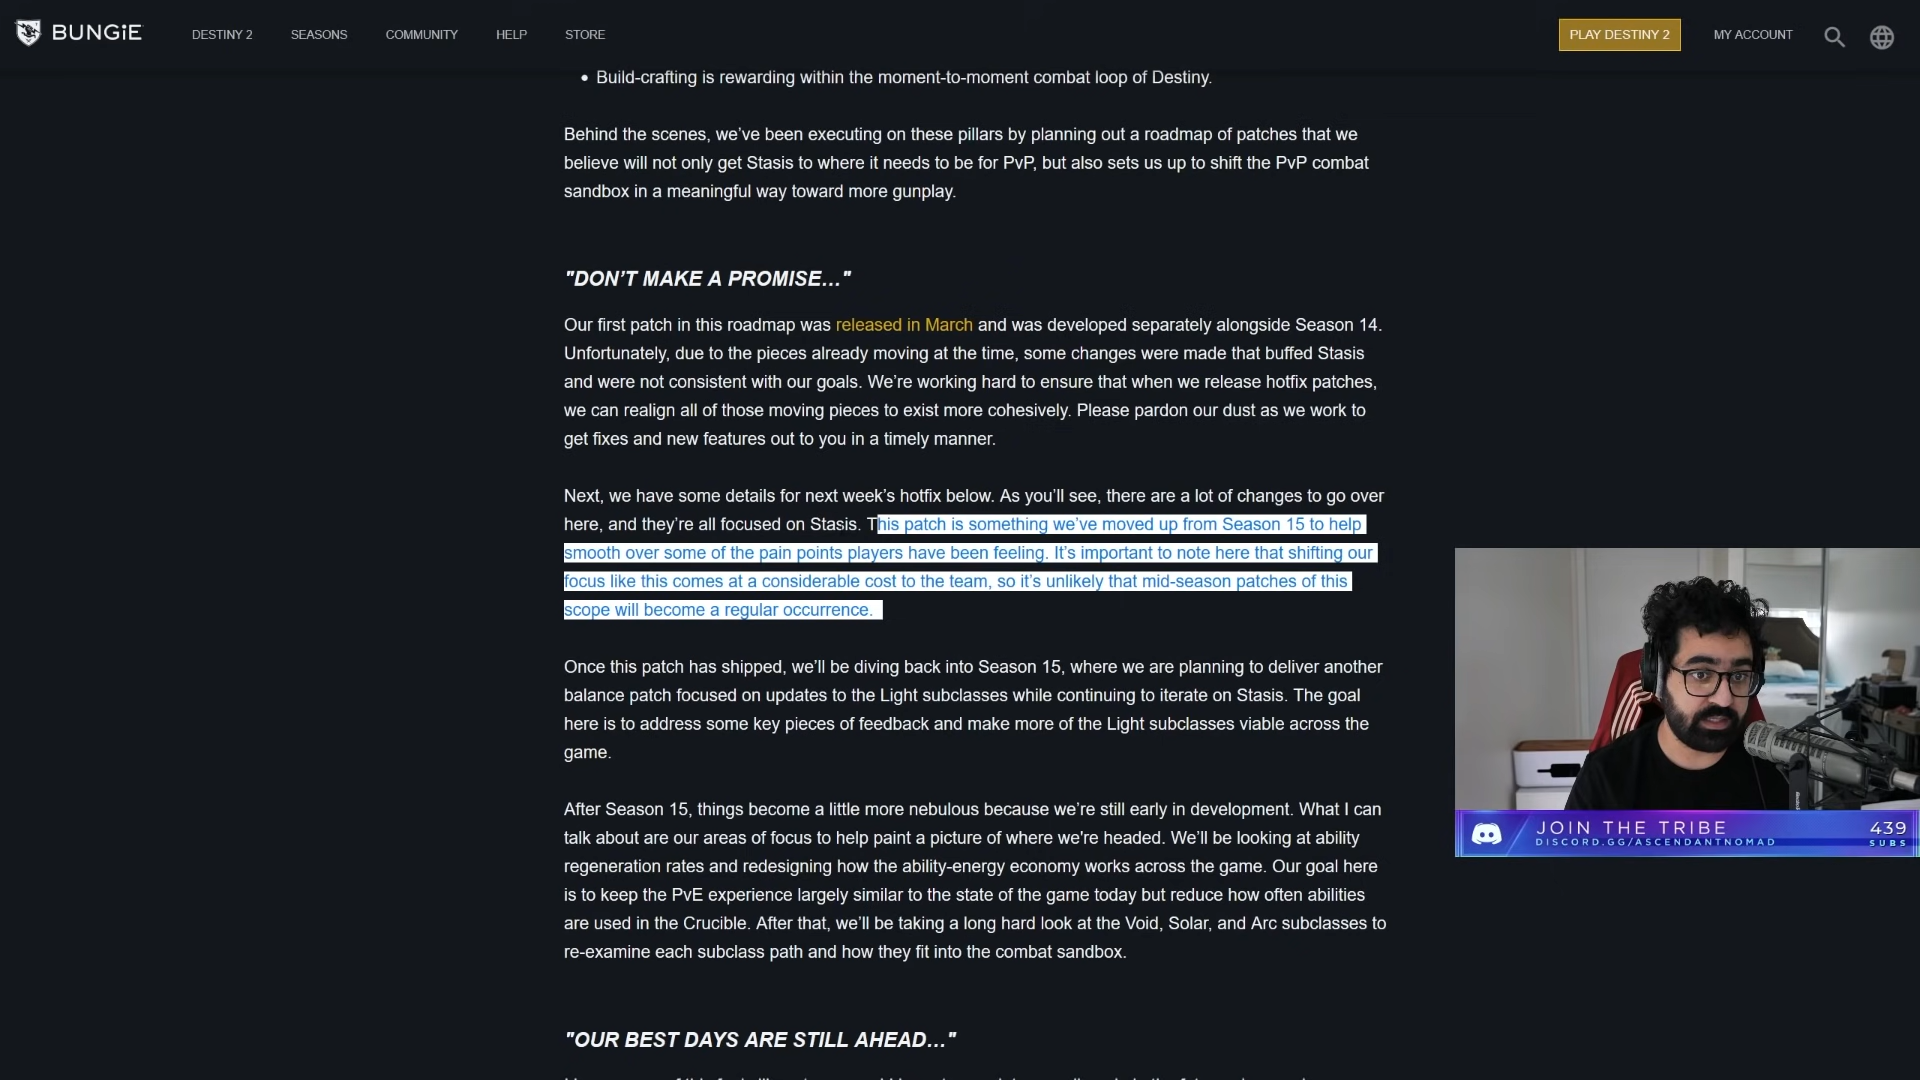 BUNGiE
DESTINY 2
SEASONS
COMMUNITY
HELP
STORE
PLAY DESTINY 2
MY ACCOUNT
• Build-crafting is rewarding within the moment-to-moment combat loop of Destiny.
Behind the scenes, we’ve been executing on these pillars by planning out a roadmap of patches that we
believe will not only get Stasis to where it needs to be for PvP, but also sets us up to shift the PvP combat
sandbox in a meaningful way toward more gunplay.
"DON’T MAKE A PROMISE…"
Our first patch in this roadmap was released in March and was developed separately alongside Season 14.
Unfortunately, due to the pieces already moving at the time, some changes were made that buffed Stasis
and were not consistent with our goals. We’re working hard to ensure that when we release hotfix patches,
we can realign all of those moving pieces to exist more cohesively. Please pardon our dust as we work to
get fixes and new features out to you in a timely manner.
Next, we have some details for next week’s hotfix below. As you’ll see, there are a lot of changes to go over
here, and they’re all focused on Stasis. This patch is something we’ve moved up from Season 15 to help
smooth over some of the pain points players have been feeling. It’s important to note here that shifting our
focus like this comes at a considerable cost to the team, so it’s unlikely that mid-season patches of this
scope will become a regular occurrence.
Once this patch has shipped, we’ll be diving back into Season 15, where we are planning to deliver another
balance patch focused on updates to the Light subclasses while continuing to iterate on Stasis. The goal
here is to address some key pieces of feedback and make more of the Light subclasses viable across the
game.
After Season 15, things become a little more nebulous because we’re still early in development. What I can
talk about are our areas of focus to help paint a picture of where we're headed. We’ll be looking at ability
regeneration rates and redesigning how the ability-energy economy works across the game. Our goal here
is to keep the PvE experience largely similar to the state of the game today but reduce how often abilities
are used in the Crucible. After that, we’ll be taking a long hard look at the Void, Solar, and Arc subclasses to
re-examine each subclass path and how they fit into the combat sandbox.
"OUR BEST DAYS ARE STILL AHEAD…"
JOIN THE TRIBE
DISCORD.GG/ASCENDANTNOMAD
439
SUBS